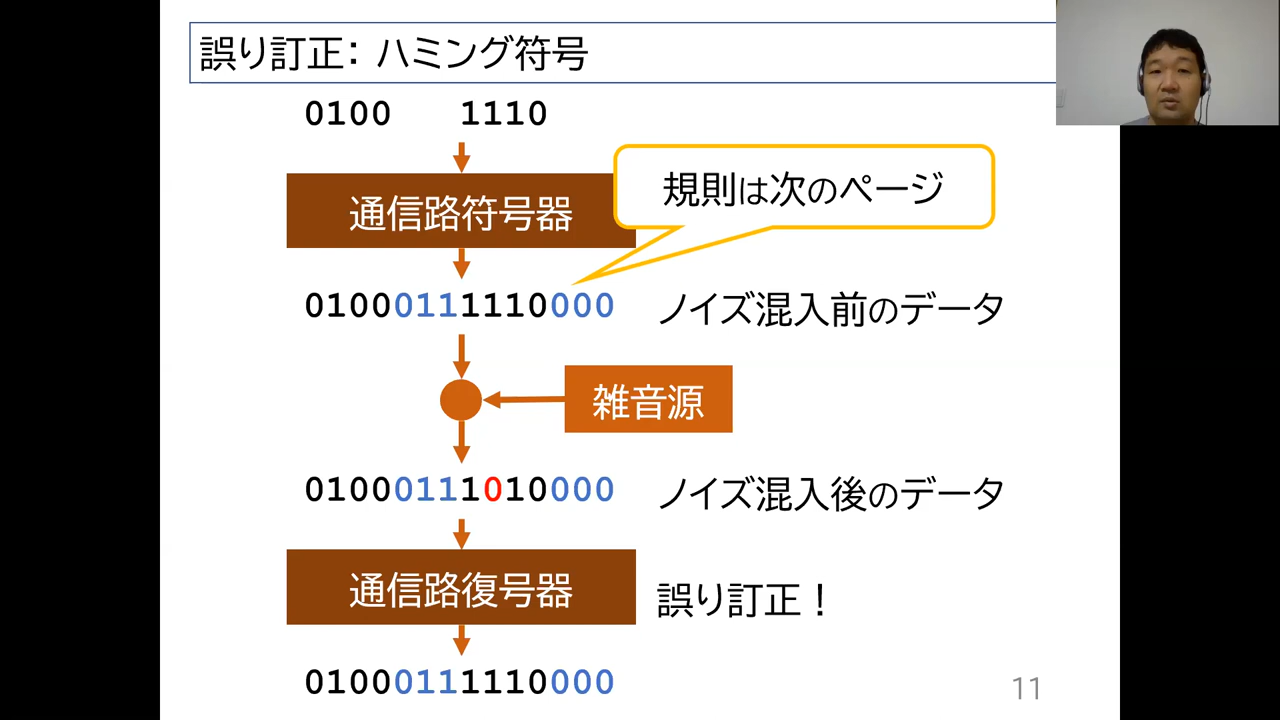 誤り訂正: ハミング符号
0100 1110
通信路符号器
規則は次のページ
01000111110000
ノイズ混入前のデータ
雑音源
01000111010000
ノイズ混入後のデータ
通信路復号器
誤り訂正！
01000111110000
11